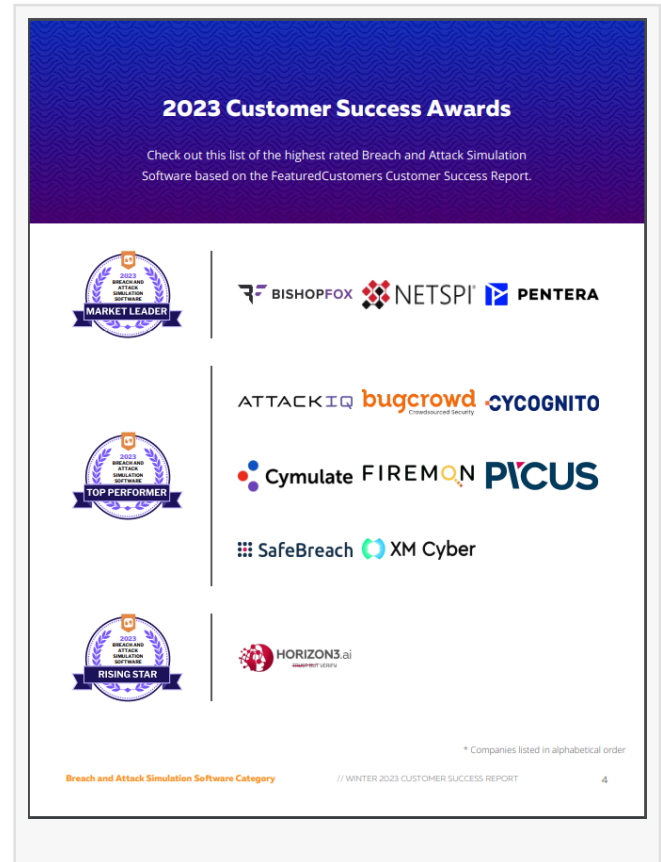 2023 Customer Success Awards
Check out this list of the highest rated Breach and Attack Simulation
Software based on the FeaturedCustomers Customer Success Report.
2023
BREACH AND
ATTACK
SIMULATION
SOFTWARE
MARKET LEADER
BISHOPFOX NETSPI PENTERA
2023
BREACH AND
ATTACK
SIMULATION
SOFTWARE
TOP PERFORMER
ATTACKIQ bugcrowd CYCOGNITO
Crowdsourced Security
Cymulate FIREMON PICUS
SafeBreach XM Cyber
2023
BREACH AND
ATTACK
SIMULATION
SOFTWARE
RISING STAR
HORIZON3.ai
TRUST BUT VERIFY
* Companies listed in alphabetical order
Breach and Attack Simulation Software Category // WINTER 2023 CUSTOMER SUCCESS REPORT 4